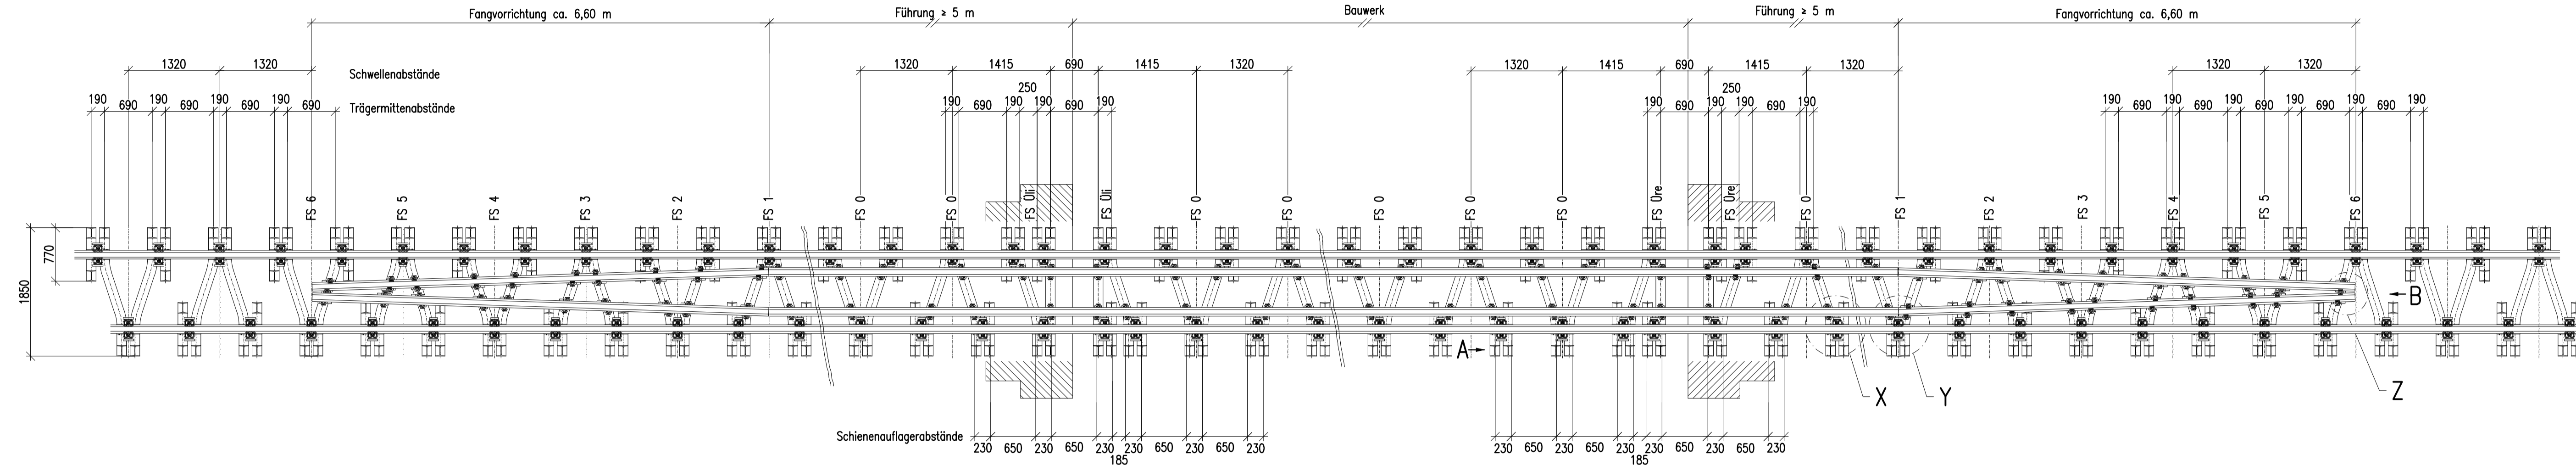 Fangvorrichtung ca. 6,60 m
Führung ≥ 5 m
Bauwerk
Führung ≥ 5 m
Fangvorrichtung ca. 6,60 m
1320 1320 Schwellenabstände 1320 1415 690 1415 1320 1320 1415 690 1415 1320 1320 1320
250 250
190 690 190 690 190 690 190 690 Trägermittenabstände 190 690 190 190 690 190 190 690 190 190 690 190 190 690 190 690 190 690 190 690 190 690 190
FS 6 FS 5 FS 4 FS 3 FS 2 FS 1 FS 0 FS 0 FS 0li FS 0li FS 0 FS 0 FS 0 FS 0 FS 0 FS 0re FS 0re FS 0 FS 1 FS 2 FS 3 FS 4 FS 5 FS 6
770
1850
B
A
X Y Z
Schienenauflagerabstände
230 650 230 650 230 230 650 230 650 230 230 650 230 650 230 230 650 230 650 230
185 185